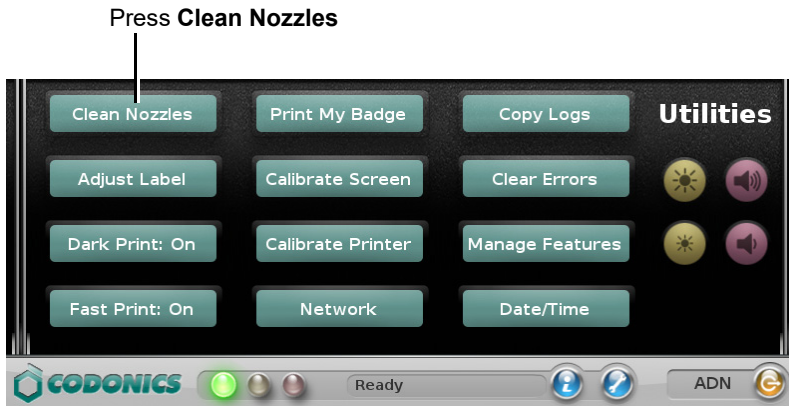 Press Clean Nozzles
Clean Nozzles Print My Badge Copy Logs Utilities
Adjust Label Calibrate Screen Clear Errors
Dark Print: On Calibrate Printer Manage Features
Fast Print: On Network Date/Time
CODONICS Ready ADN